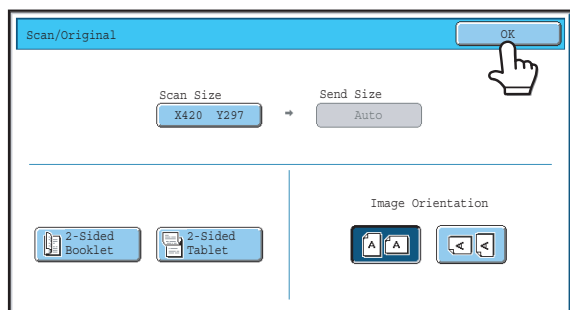 Scan/Original
OK
Scan Size
Send Size
X420 Y297
Auto
Image Orientation
2-Sided
Booklet
2-Sided
Tablet
A A
A A